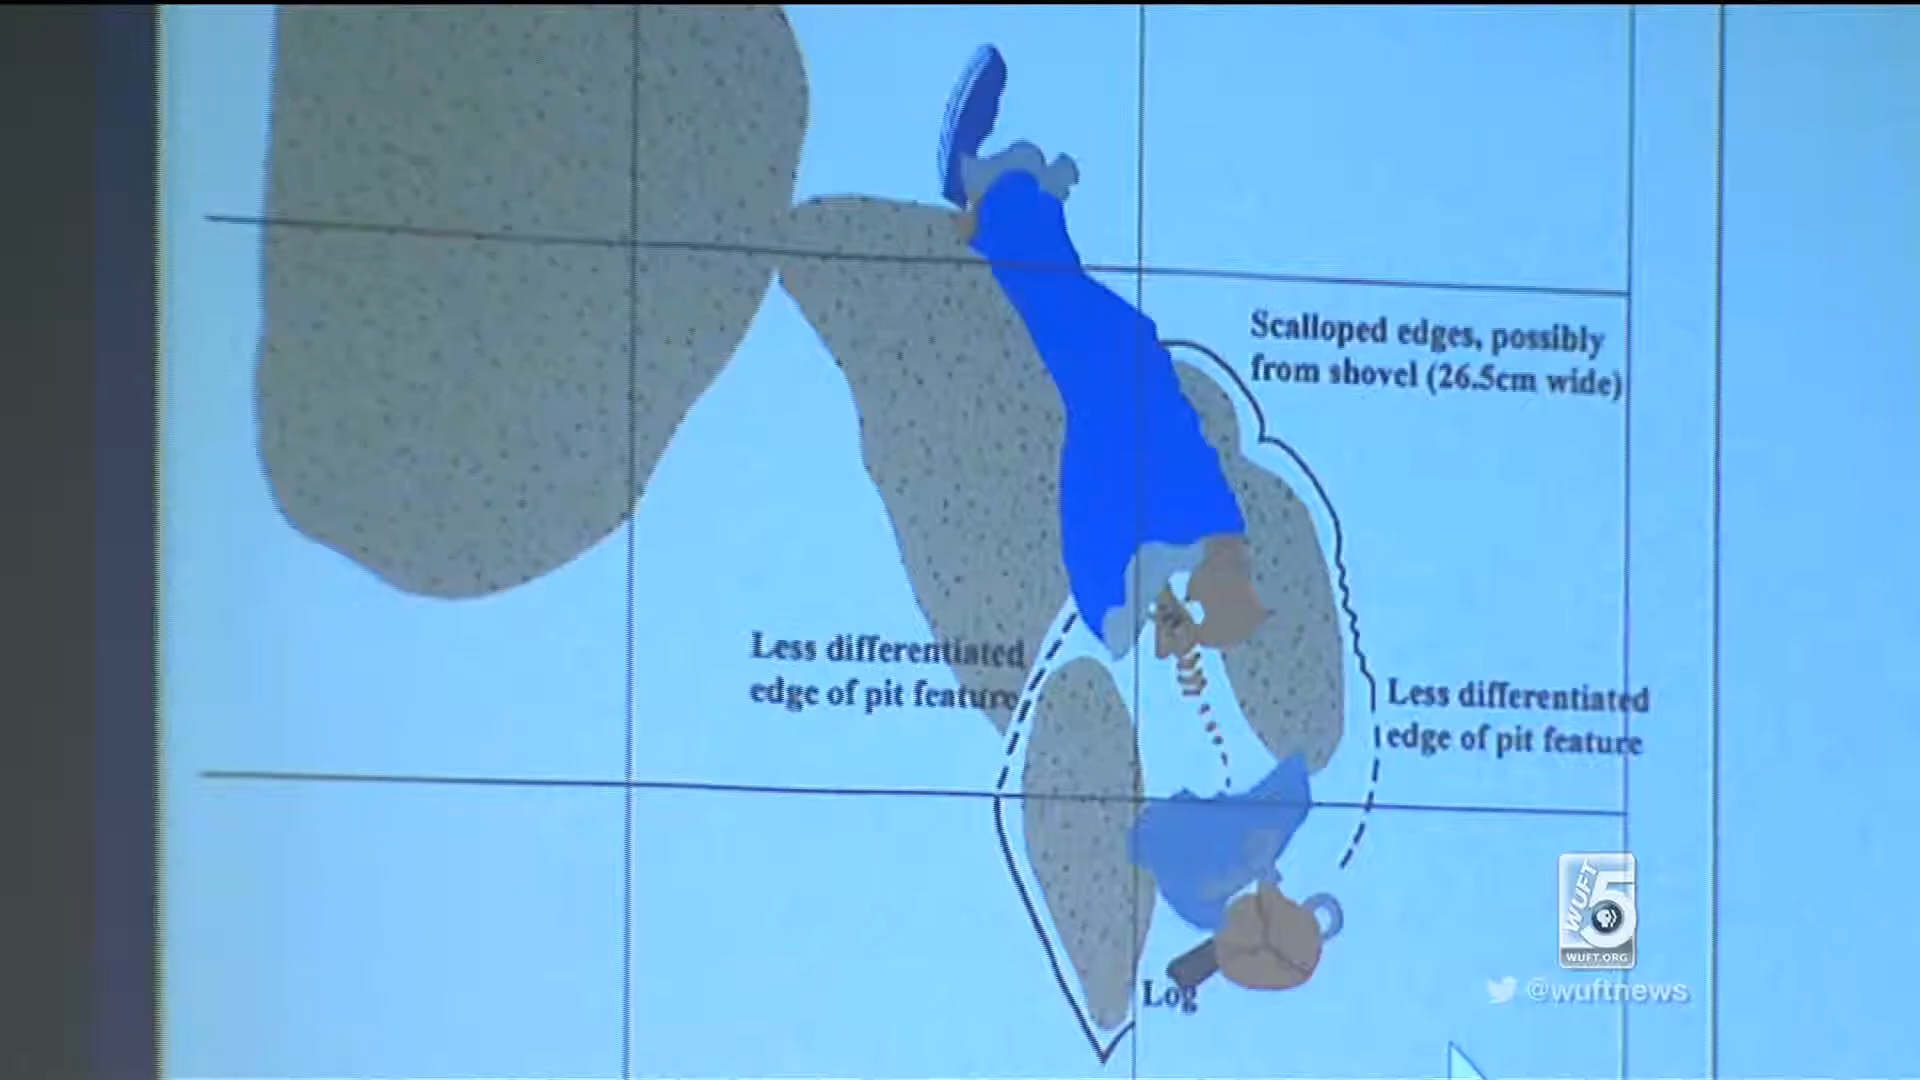 Scalloped edges, possibly
from shovel (26.5cm wide)
Less differentiated
edge of pit feature
Less differentiated
edge of pit feature
Log
WUFT 5
WUFT.ORG
@wuftnews